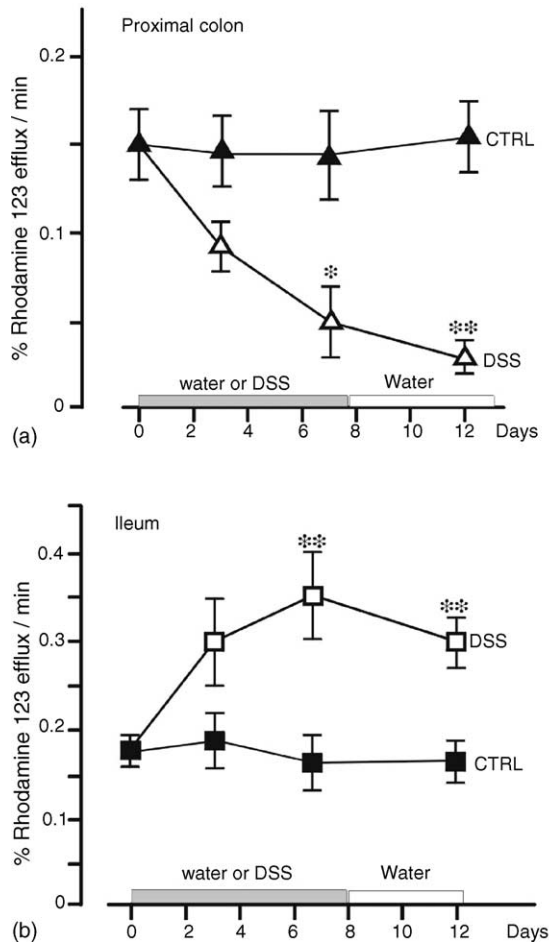 Proximal colon
% Rhodamine 123 efflux / min
0.2
0.1
0
CTRL
*
**
DSS
water or DSS
Water
0 2 4 6 8 10 12 Days
(a)
Ileum
% Rhodamine 123 efflux / min
0.4
0.3
0.2
0.1
0
**
**
DSS
CTRL
water or DSS
Water
0 2 4 6 8 10 12 Days
(b)